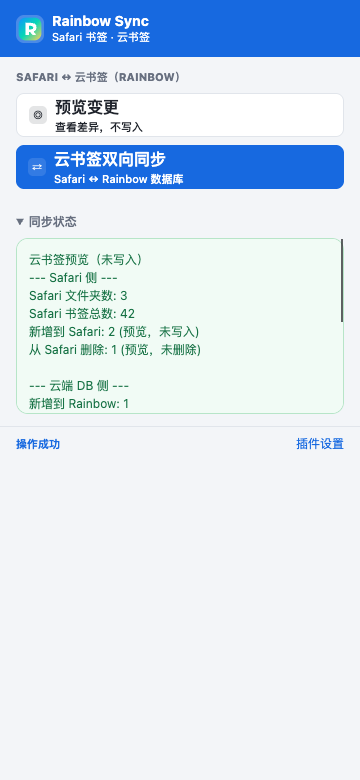 R
Rainbow Sync
Safari 书签 · 云书签
SAFARI ↔ 云书签（RAINBOW）
预览变更
查看差异，不写入
云书签双向同步
Safari ↔ Rainbow 数据库
▼ 同步状态
云书签预览（未写入）
--- Safari 侧 ---
Safari 文件夹数: 3
Safari 书签总数: 42
新增到 Safari: 2 (预览，未写入)
从 Safari 删除: 1 (预览，未删除)
--- 云端 DB 侧 ---
新增到 Rainbow: 1
操作成功
插件设置